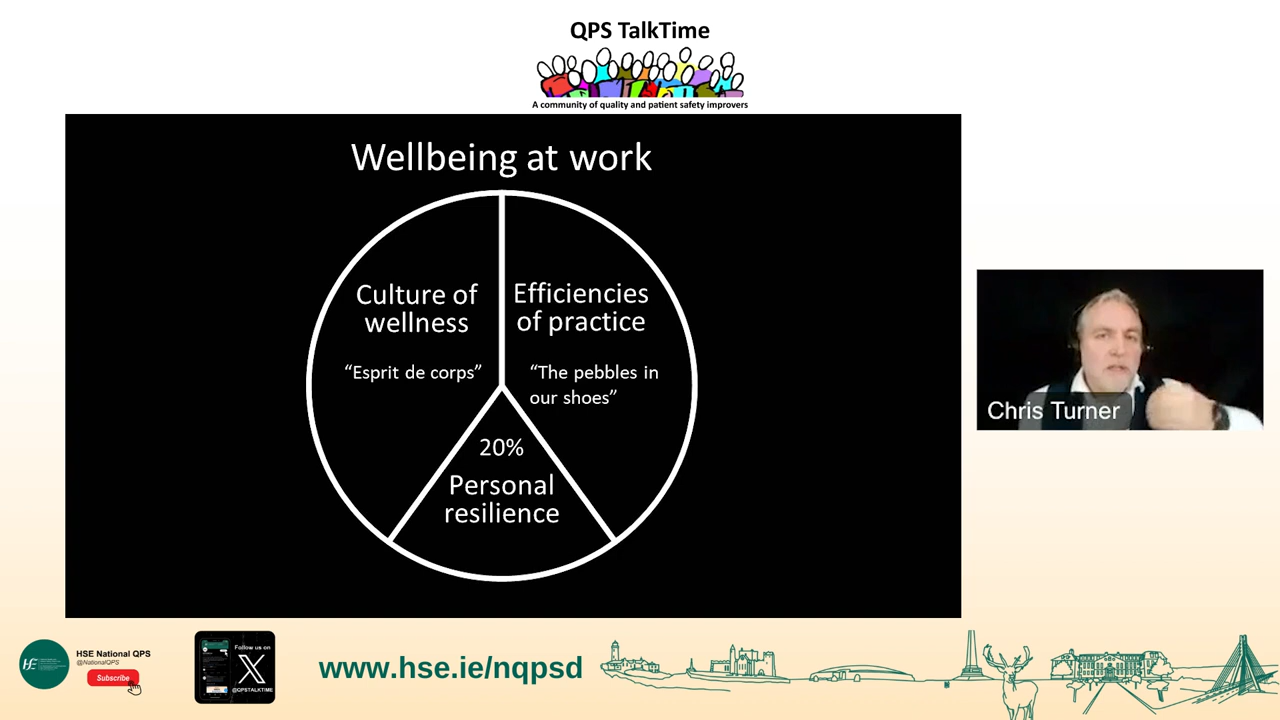 QPS TalkTime
A community of quality and patient safety improvers
Wellbeing at work
Culture of
wellness
"Esprit de corps"
Efficiencies
of practice
"The pebbles in
our shoes"
20%
Personal
resilience
Chris Turner
HSE National QPS
@NationalQPS
Subscribe
Follow us on
X
@QPSTALKTIME
www.hse.ie/nqpsd